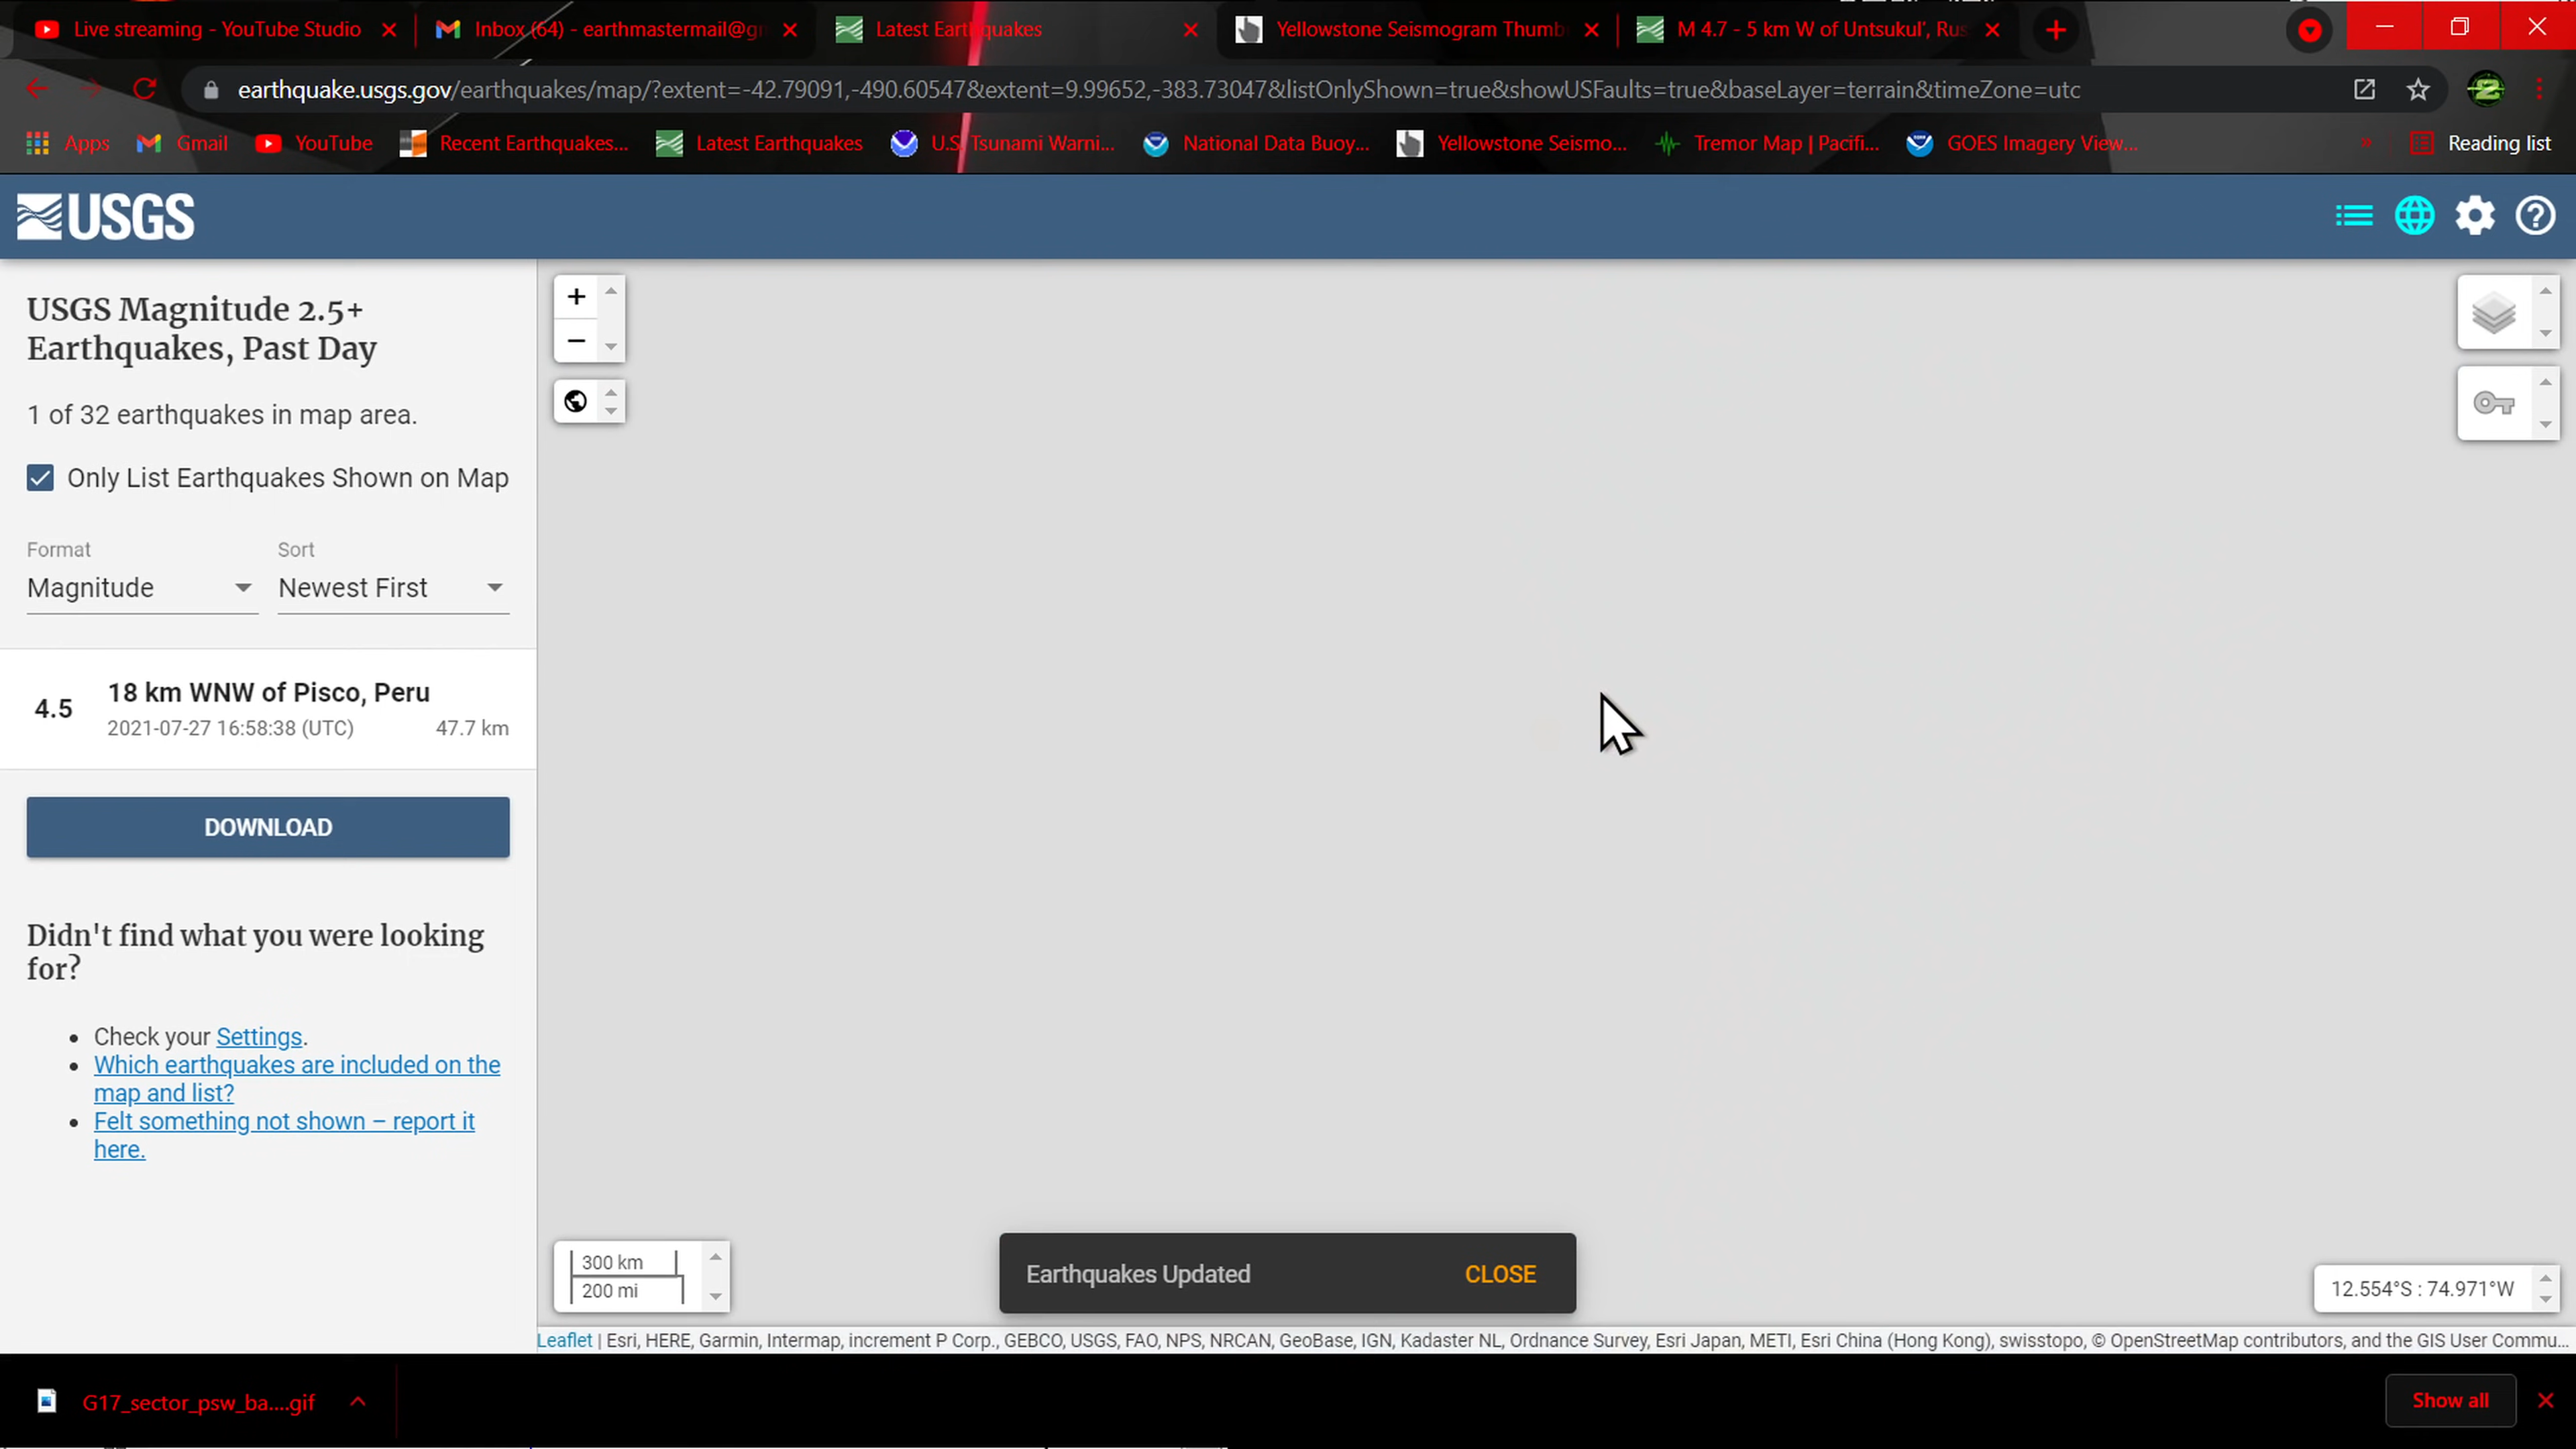 Live streaming - YouTube Studio
Inbox (64) - earthmastermail@g
Latest Earthquakes
Yellowstone Seismogram Thumb
M 4.7 - 5 km W of Untsukul', Rus
earthquake.usgs.gov/earthquakes/map/?extent=-42.79091,-490.60547&extent=9.99652,-383.73047&listOnlyShown=true&showUSFaults=true&baseLayer=terrain&timeZone=utc
Apps
Gmail
YouTube
Recent Earthquakes...
Latest Earthquakes
U.S. Tsunami Warni...
National Data Buoy...
Yellowstone Seismo...
Tremor Map | Pacifi...
GOES Imagery View...
»
Reading list
USGS
USGS Magnitude 2.5+
Earthquakes, Past Day
1 of 32 earthquakes in map area.
Only List Earthquakes Shown on Map
Format
Sort
Magnitude
Newest First
4.5
18 km WNW of Pisco, Peru
2021-07-27 16:58:38 (UTC)
47.7 km
DOWNLOAD
Didn't find what you were looking
for?
• Check your Settings.
• Which earthquakes are included on the
map and list?
• Felt something not shown – report it
here.
+
−
300 km
200 mi
Earthquakes Updated
CLOSE
12.554°S : 74.971°W
Leaflet | Esri, HERE, Garmin, Intermap, increment P Corp., GEBCO, USGS, FAO, NPS, NRCAN, GeoBase, IGN, Kadaster NL, Ordnance Survey, Esri Japan, METI, Esri China (Hong Kong), swisstopo, © OpenStreetMap contributors, and the GIS User Commu...
G17_sector_psw_ba....gif
Show all